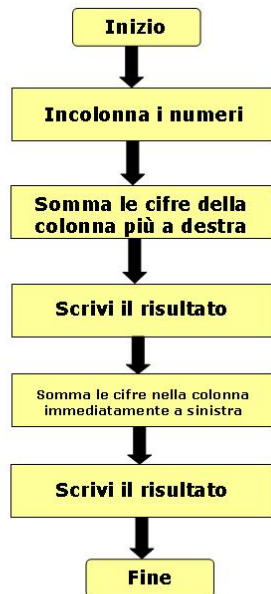 Inizio
Incolonna i numeri
Somma le cifre della
colonna più a destra
Scrivi il risultato
Somma le cifre nella colonna
immediatamente a sinistra
Scrivi il risultato
Fine